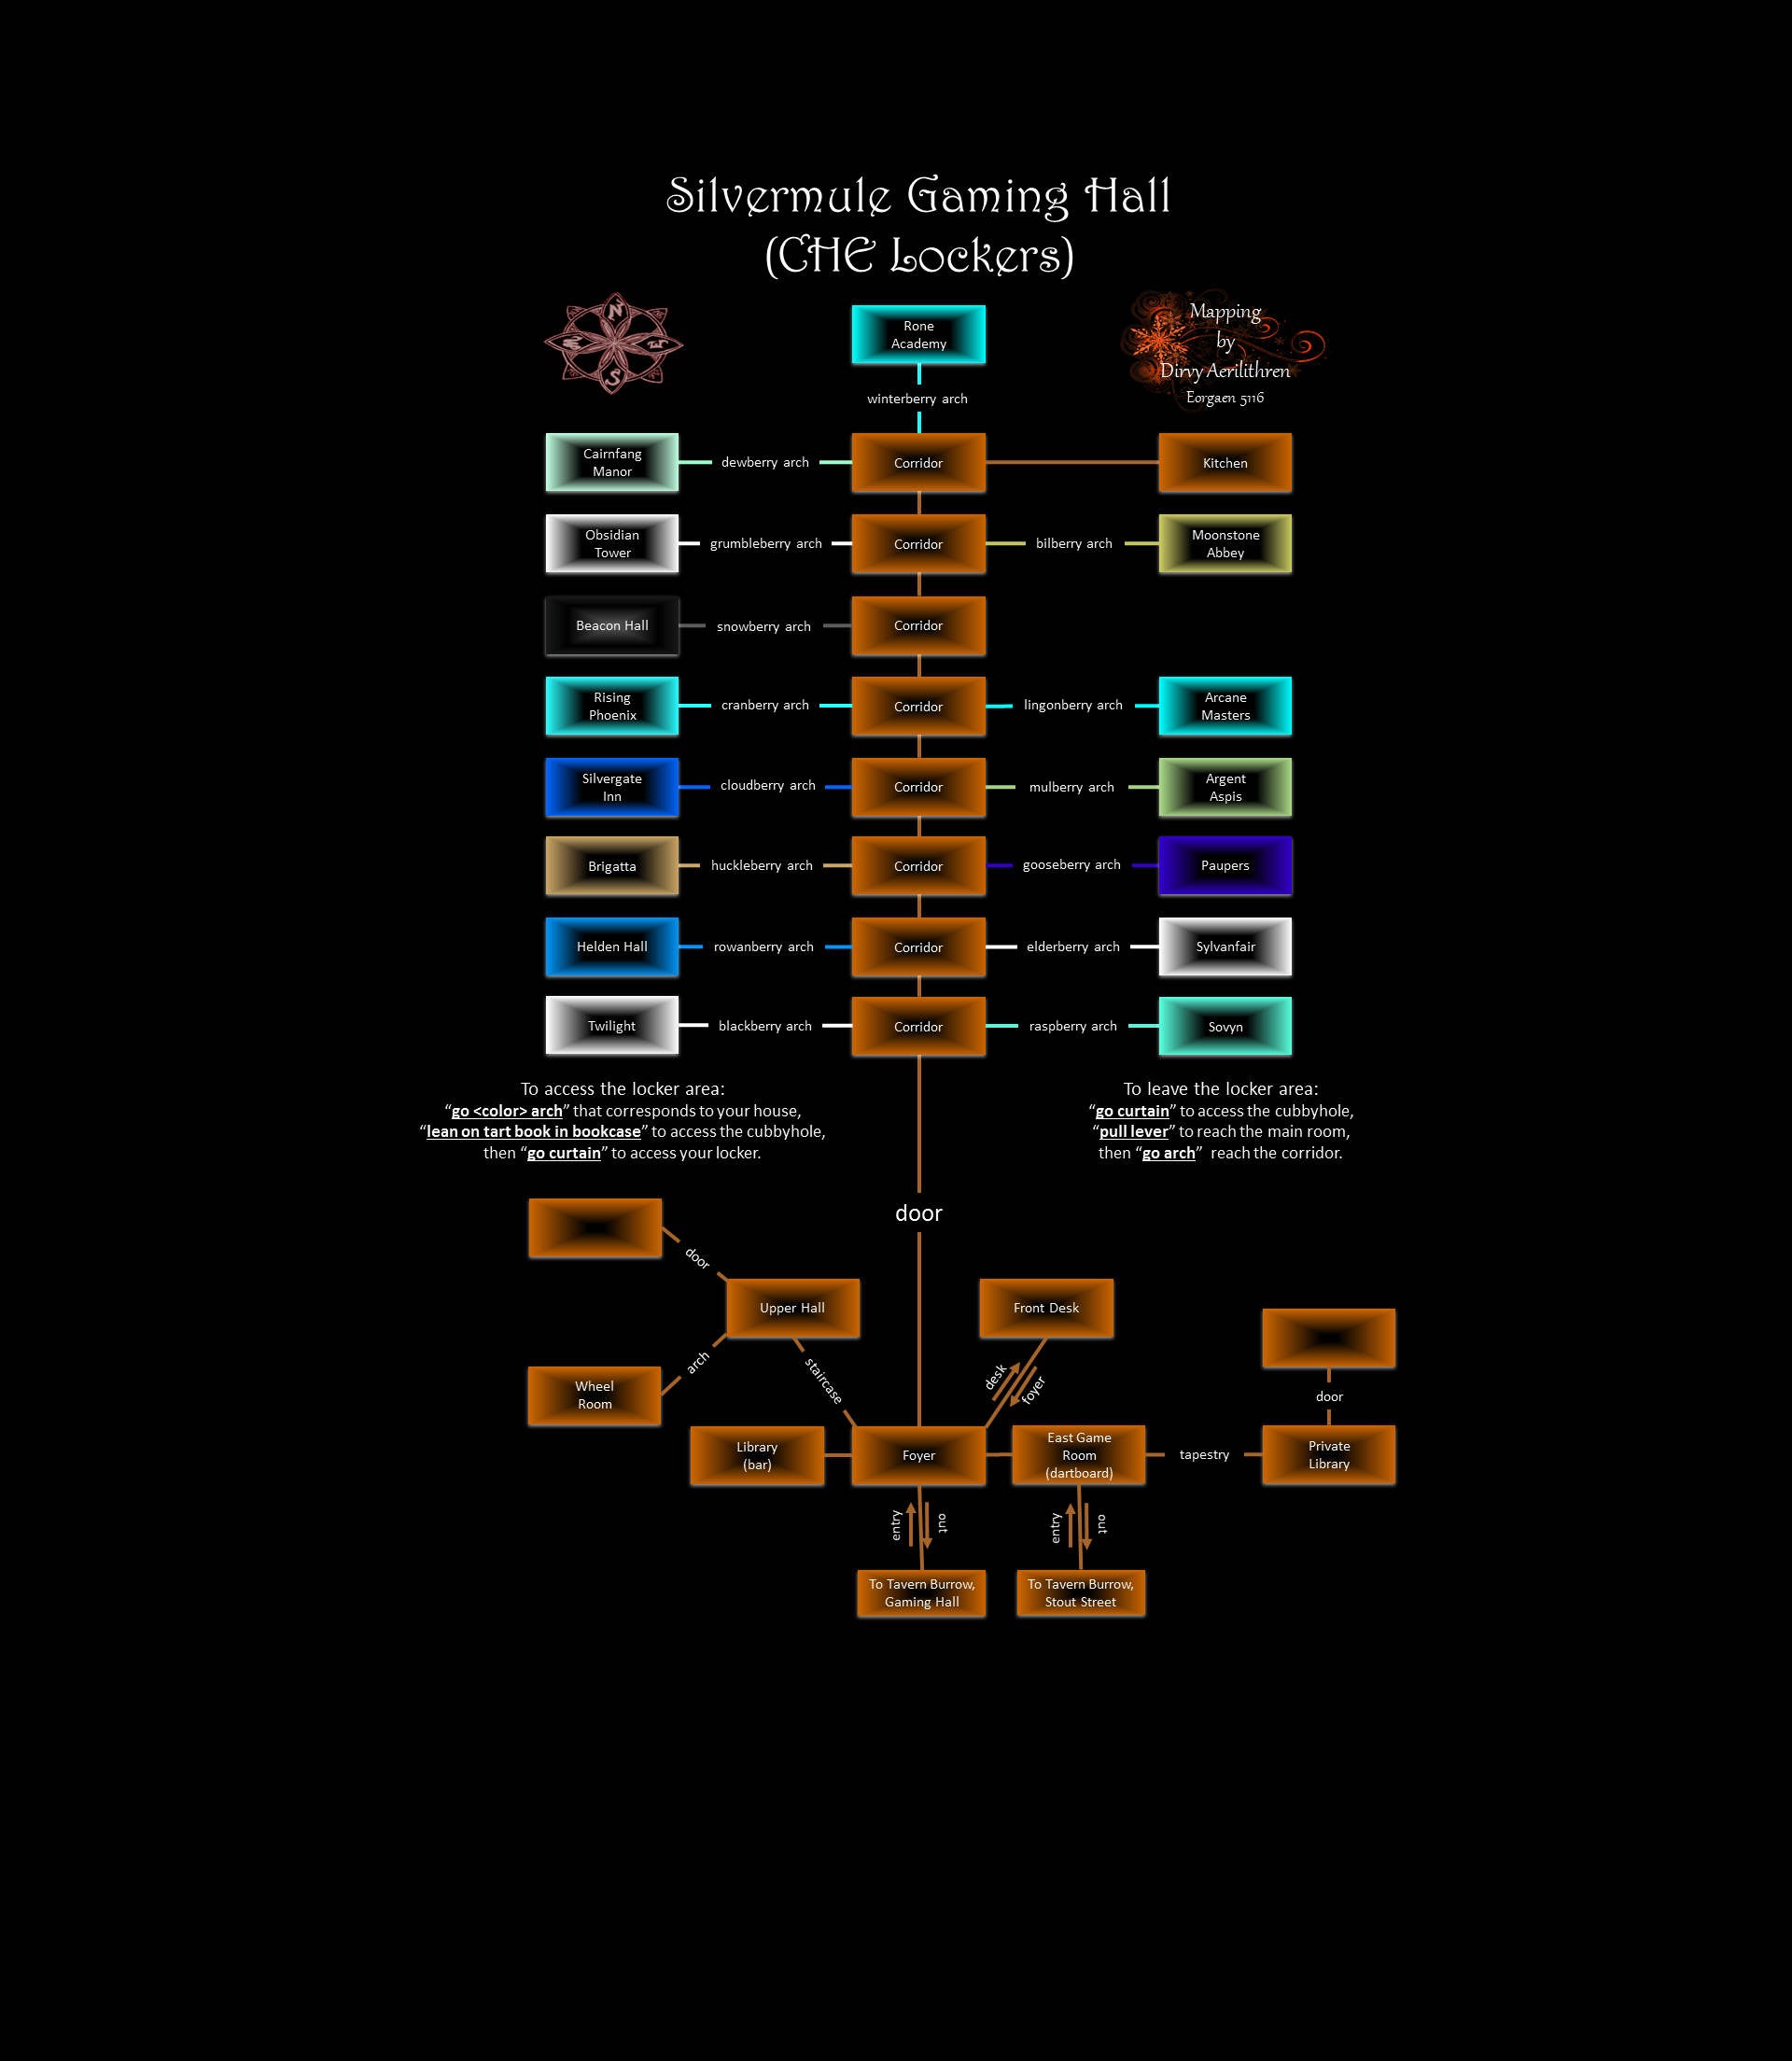 Silvermule Gaming Hall
(CHE Lockers)
N
E
S
W
Mapping
by
Dirvy Aerilithren
Eorgaen 5116
Rone
Academy
winterberry arch
Cairnfang
Manor
dewberry arch
Corridor
Kitchen
Obsidian
Tower
grumbleberry arch
Corridor
bilberry arch
Moonstone
Abbey
Beacon Hall
snowberry arch
Corridor
Rising
Phoenix
cranberry arch
Corridor
lingonberry arch
Arcane
Masters
Silvergate
Inn
cloudberry arch
Corridor
mulberry arch
Argent
Aspis
Brigatta
huckleberry arch
Corridor
gooseberry arch
Paupers
Helden Hall
rowanberry arch
Corridor
elderberry arch
Sylvanfair
Twilight
blackberry arch
Corridor
raspberry arch
Sovyn
To access the locker area:
“go <color> arch” that corresponds to your house,
“lean on tart book in bookcase” to access the cubbyhole,
then “go curtain” to access your locker.
To leave the locker area:
“go curtain” to access the cubbyhole,
“pull lever” to reach the main room,
then “go arch” reach the corridor.
door
door
Upper Hall
Front Desk
arch
staircase
desk
foyer
Wheel
Room
door
Library
(bar)
Foyer
East Game
Room
(dartboard)
tapestry
Private
Library
entry
out
entry
out
To Tavern Burrow,
Gaming Hall
To Tavern Burrow,
Stout Street